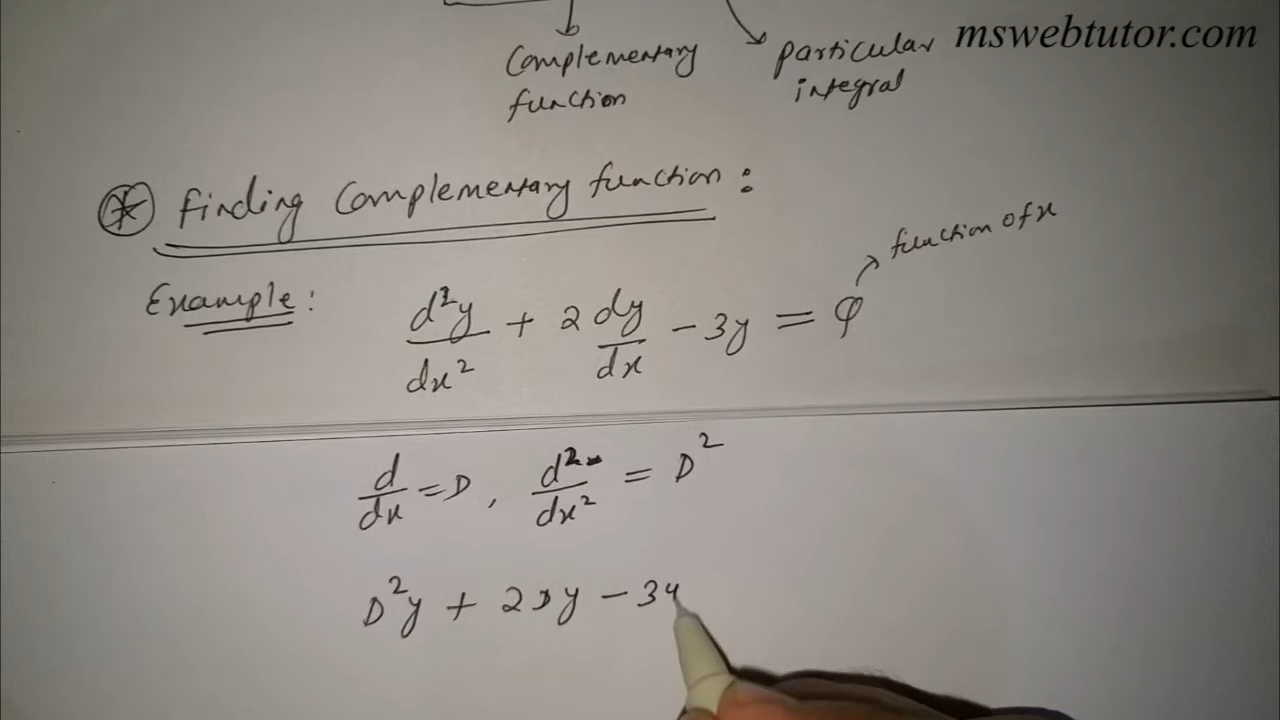 mswebtutor.com
Complementary function
particular integral
* Finding Complementary function :
function of x
Example : d²y/dx² + 2 dy/dx - 3y = φ
d/dx = D , d²/dx² = D²
D²y + 2Dy - 3y